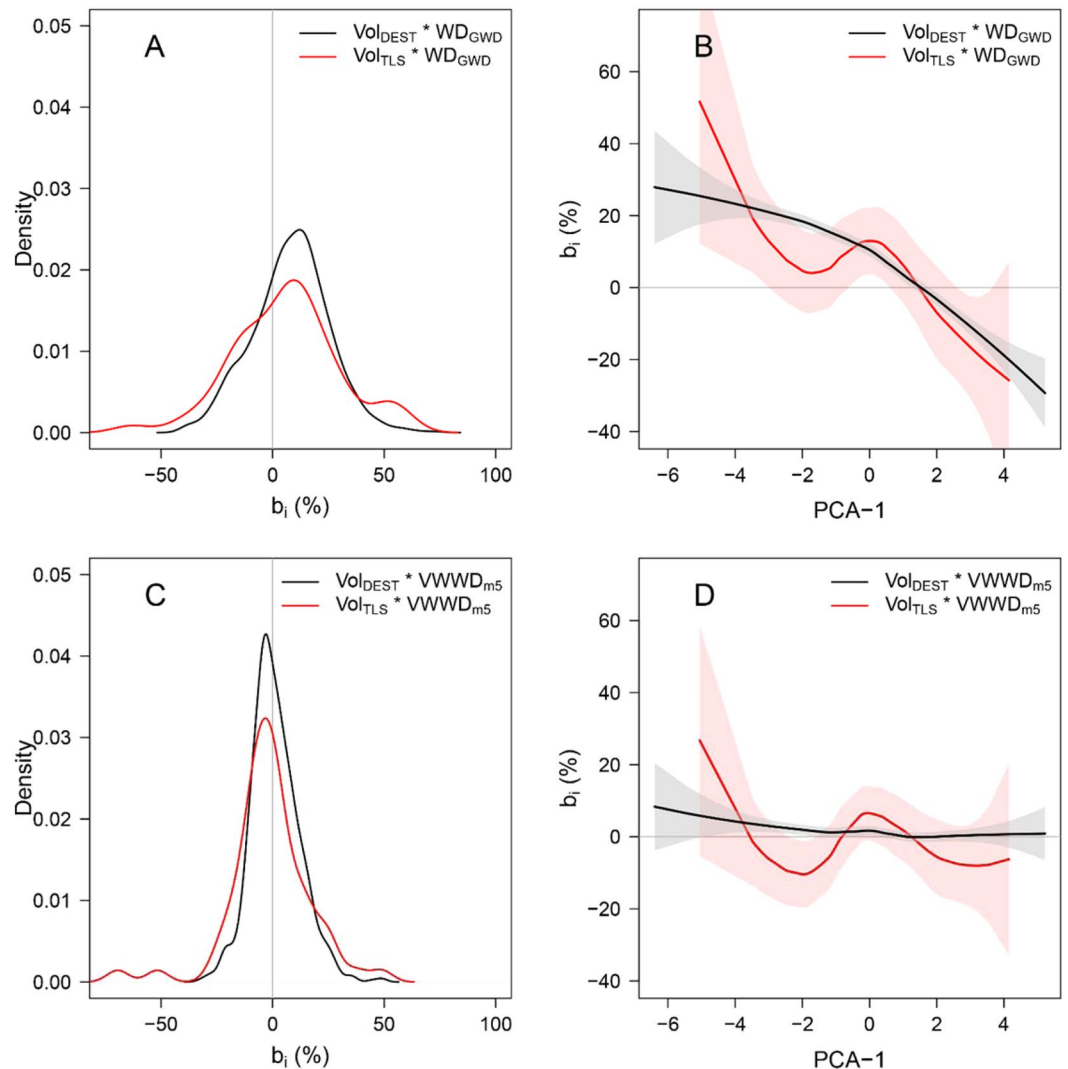 A
Vol_DEST * WD_GWD
Vol_TLS * WD_GWD
0.05
0.04
0.03
0.02
0.01
0.00
Density
−50
0
50
100
b_i (%)
B
Vol_DEST * WD_GWD
Vol_TLS * WD_GWD
60
40
20
0
−20
−40
b_i (%)
−6
−4
−2
0
2
4
PCA−1
C
Vol_DEST * VWWD_m5
Vol_TLS * VWWD_m5
0.05
0.04
0.03
0.02
0.01
0.00
Density
−50
0
50
100
b_i (%)
D
Vol_DEST * VWWD_m5
Vol_TLS * VWWD_m5
60
40
20
0
−20
−40
b_i (%)
−6
−4
−2
0
2
4
PCA−1